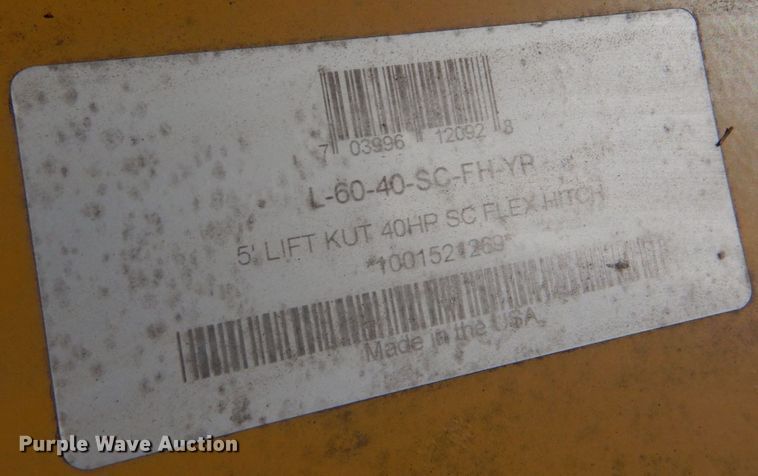 7 03996 12092 8
L-60-40-SC-FH-YR
5' LIFT KUT 40HP SC FLEX HITCH
*1001521269*
Made in the USA
Purple Wave Auction